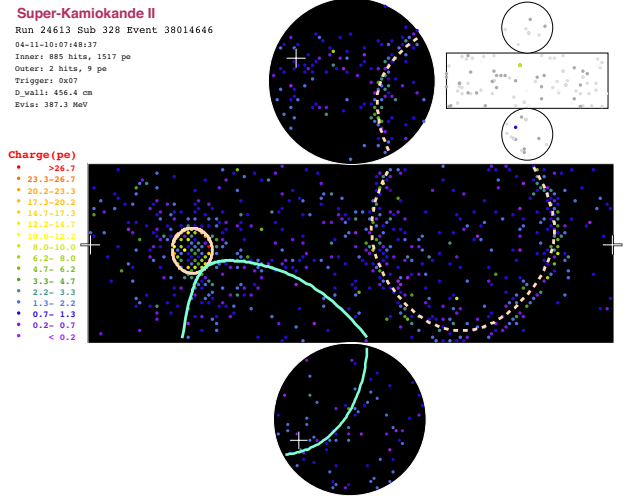 Super-Kamiokande II
Run 24613 Sub 328 Event 38014646
04-11-10:07:48:37
Inner: 885 hits, 1517 pe
Outer: 2 hits, 9 pe
Trigger: 0x07
D_wall: 456.4 cm
Evis: 387.3 MeV
Charge(pe)
>26.7
23.3-26.7
20.2-23.3
17.3-20.2
14.7-17.3
12.2-14.7
10.0-12.2
8.0-10.0
6.2- 8.0
4.7- 6.2
3.3- 4.7
2.2- 3.3
1.3- 2.2
0.7- 1.3
0.2- 0.7
< 0.2